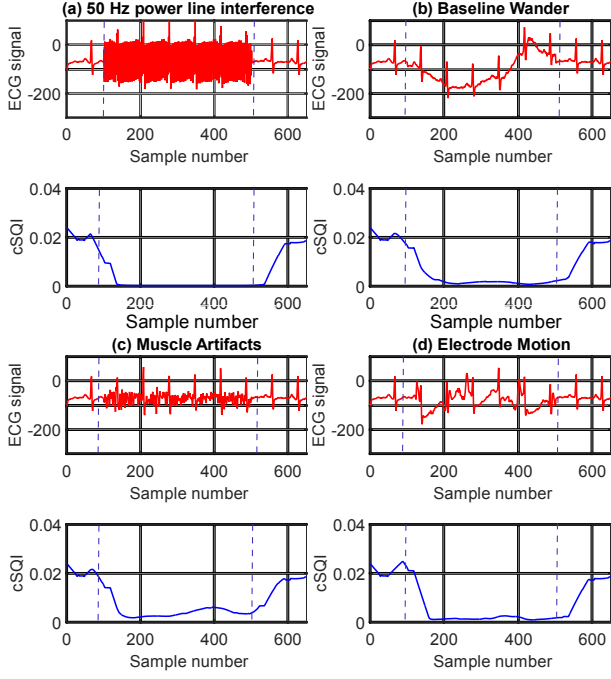 (a) 50 Hz power line interference
ECG signal
0
-200
0 200 400 600
Sample number
(b) Baseline Wander
ECG signal
0
-200
0 200 400 600
Sample number
cSQI
0.04
0.02
0
0 200 400 600
Sample number
cSQI
0.04
0.02
0
0 200 400 600
Sample number
(c) Muscle Artifacts
ECG signal
0
-200
0 200 400 600
Sample number
(d) Electrode Motion
ECG signal
0
-200
0 200 400 600
Sample number
cSQI
0.04
0.02
0
0 200 400 600
Sample number
cSQI
0.04
0.02
0
0 200 400 600
Sample number